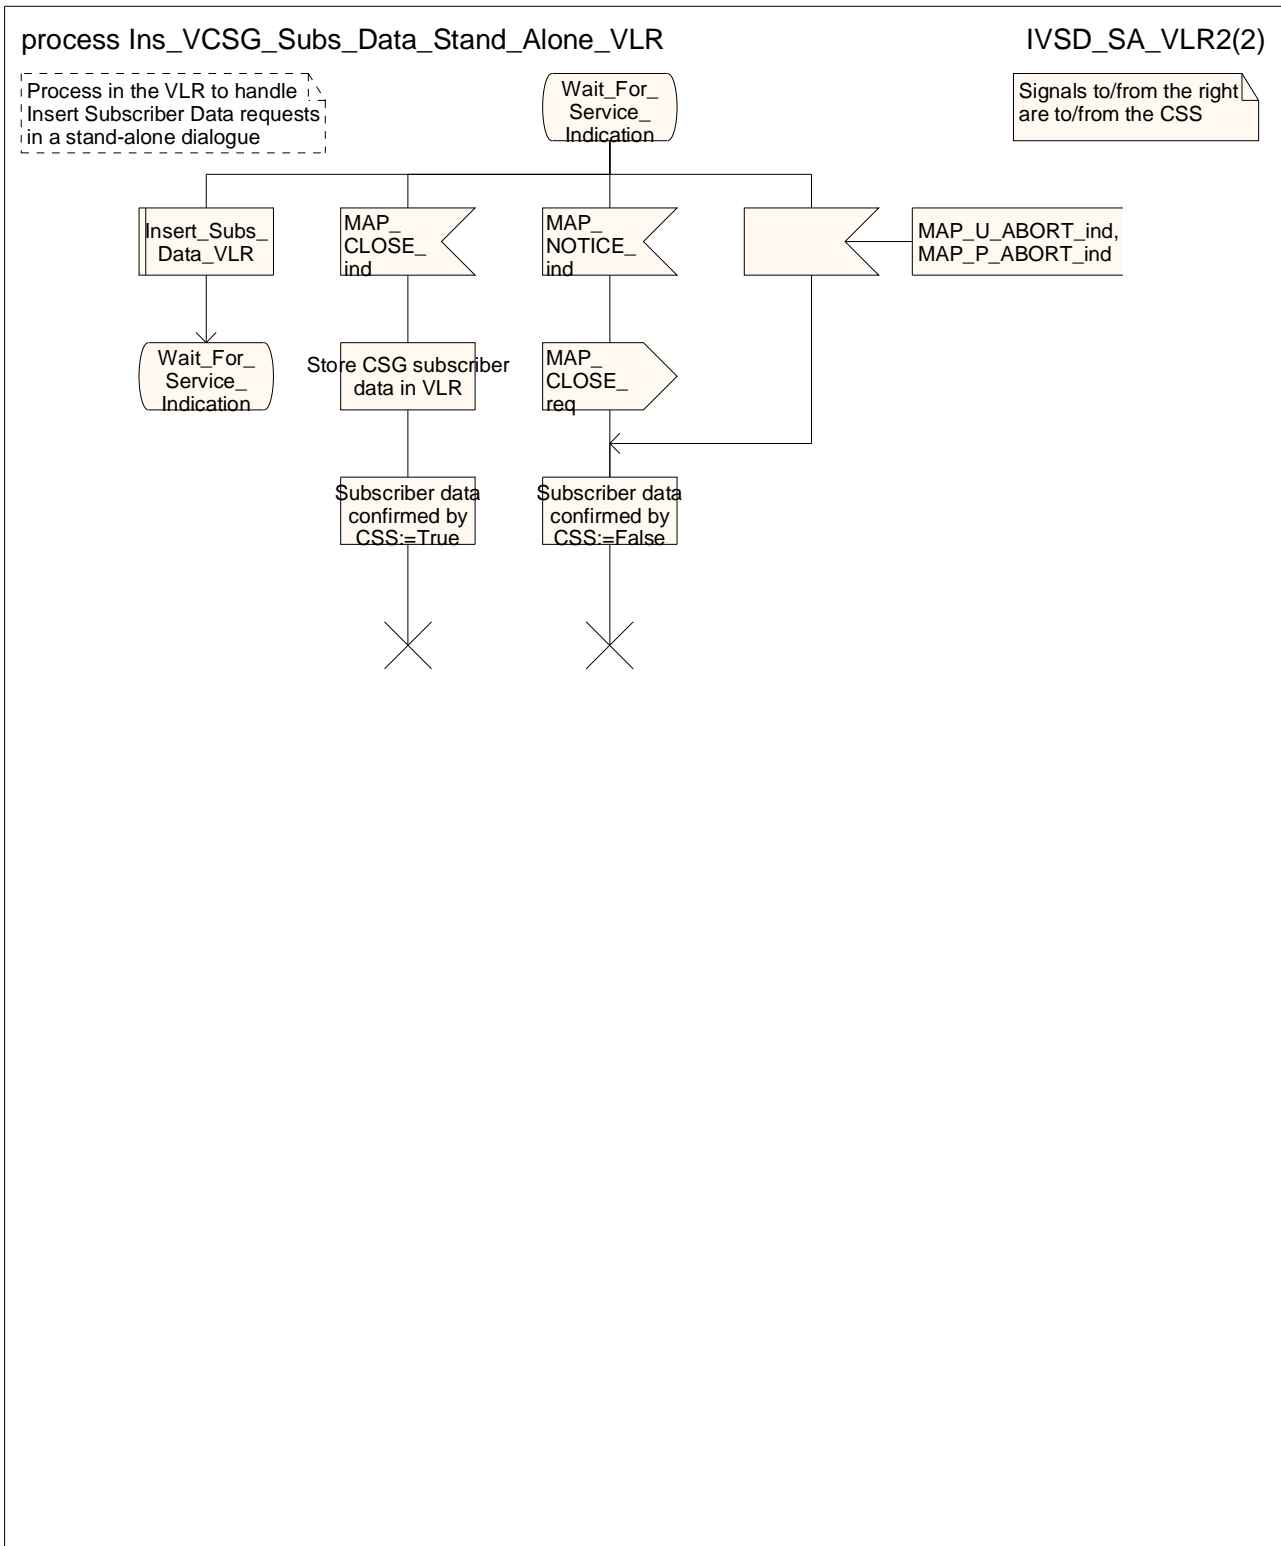 process Ins_VCSG_Subs_Data_Stand_Alone_VLR
IVSD_SA_VLR2(2)
Process in the VLR to handle
Insert Subscriber Data requests
in a stand-alone dialogue
Wait_For_
Service_
Indication
Signals to/from the right
are to/from the CSS
Insert_Subs_
Data_VLR
MAP_
CLOSE_
ind
MAP_
NOTICE_
ind
MAP_U_ABORT_ind,
MAP_P_ABORT_ind
Wait_For_
Service_
Indication
Store CSG subscriber
data in VLR
MAP_
CLOSE_
req
Subscriber data
confirmed by
CSS:=True
Subscriber data
confirmed by
CSS:=False